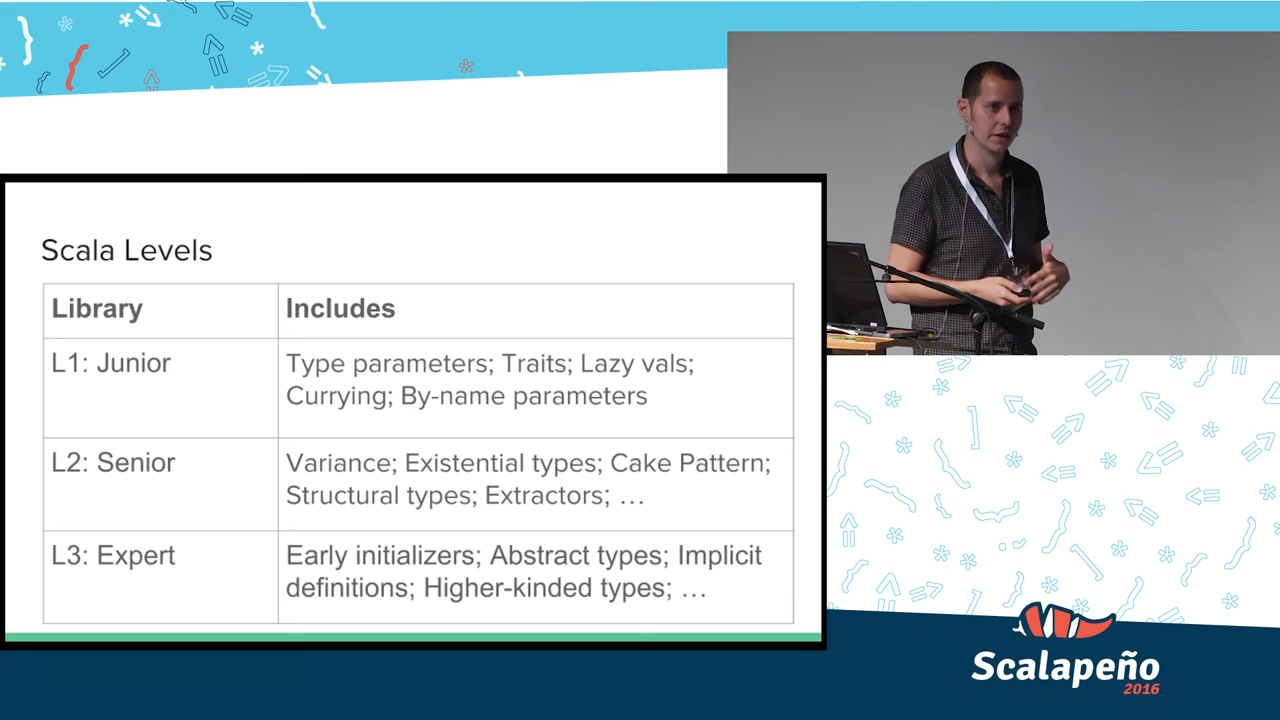 Scala Levels
Library Includes
L1: Junior Type parameters; Traits; Lazy vals;
Currying; By-name parameters
L2: Senior Variance; Existential types; Cake Pattern;
Structural types; Extractors; …
L3: Expert Early initializers; Abstract types; Implicit
definitions; Higher-kinded types; …
Scalapeño
2016